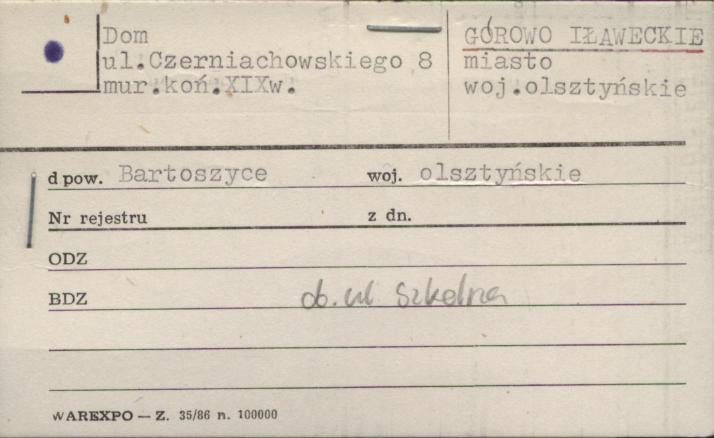 Dom
ul.Czerniachowskiego 8
mur.koń.XIXw.
GÓROWO IŁAWECKIE
miasto
woj.olsztyńskie
d pow. Bartoszyce woj. olsztyńskie
Nr rejestru z dn.
ODZ
BDZ ob. ul Szkolna
WAREXPO — Z. 35/86 n. 100000